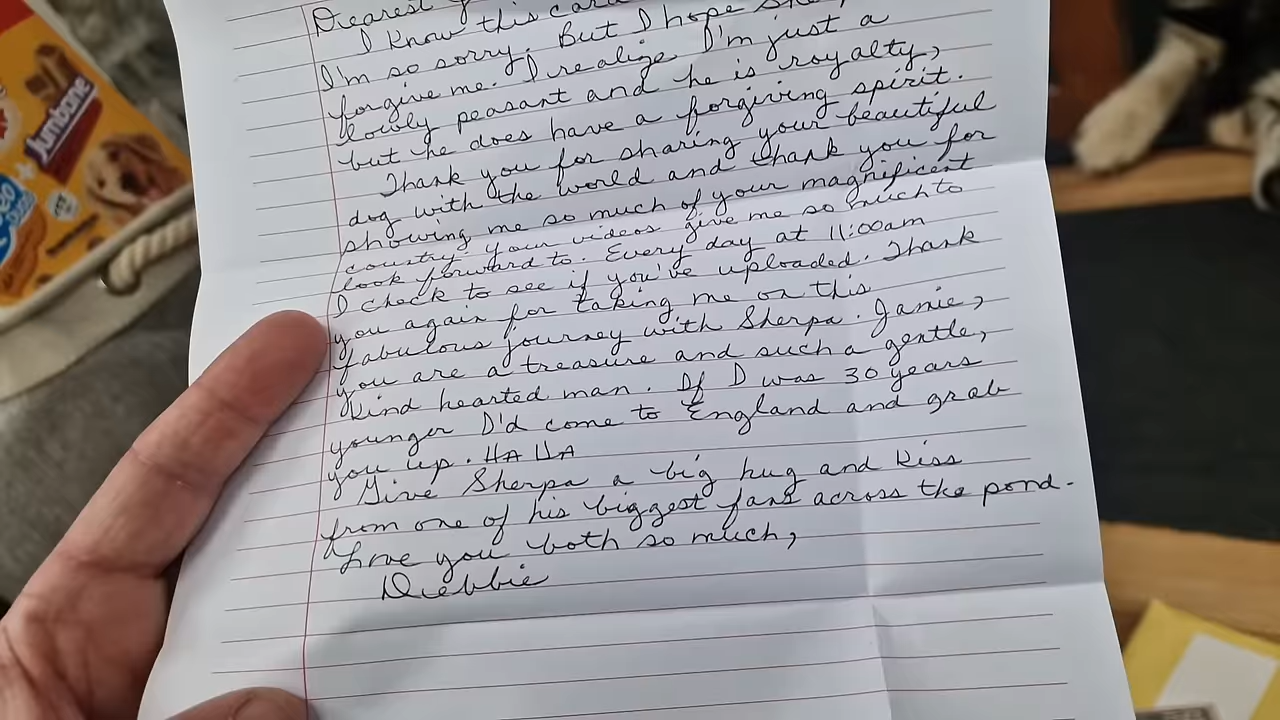 Dearest
I know this card
I'm so sorry. But I hope
forgive me. I realize I'm just a
lowly peasant and he is royalty,
but he does have a forgiving spirit.
Thank you for sharing your beautiful
dog with the world and thank you for
showing me so much of your magnificent
country. Your videos give me so much to
look forward to. Every day at 11:00am
I check to see if you've uploaded. Thank
you again for taking me on this
fabulous journey with Sherpa. Jamie,
you are a treasure and such a gentle,
kind hearted man. If I was 30 years
younger I'd come to England and grab
you up. HA HA
Give Sherpa a big hug and kiss
from one of his biggest fans across the pond.
Love you both so much,
Debbie
Jumbone